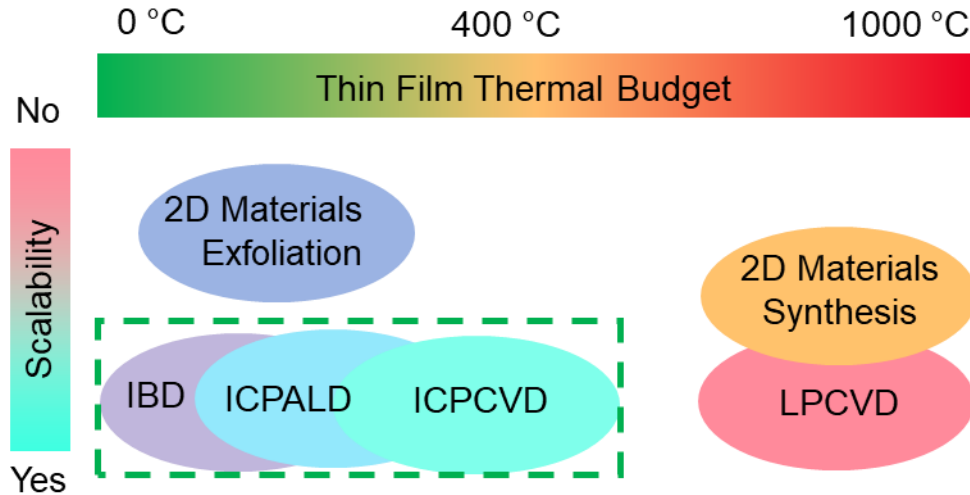 0 °C 400 °C 1000 °C
Thin Film Thermal Budget
No
Scalability
Yes
2D Materials
Exfoliation
2D Materials
Synthesis
IBD ICPALD ICPCVD LPCVD